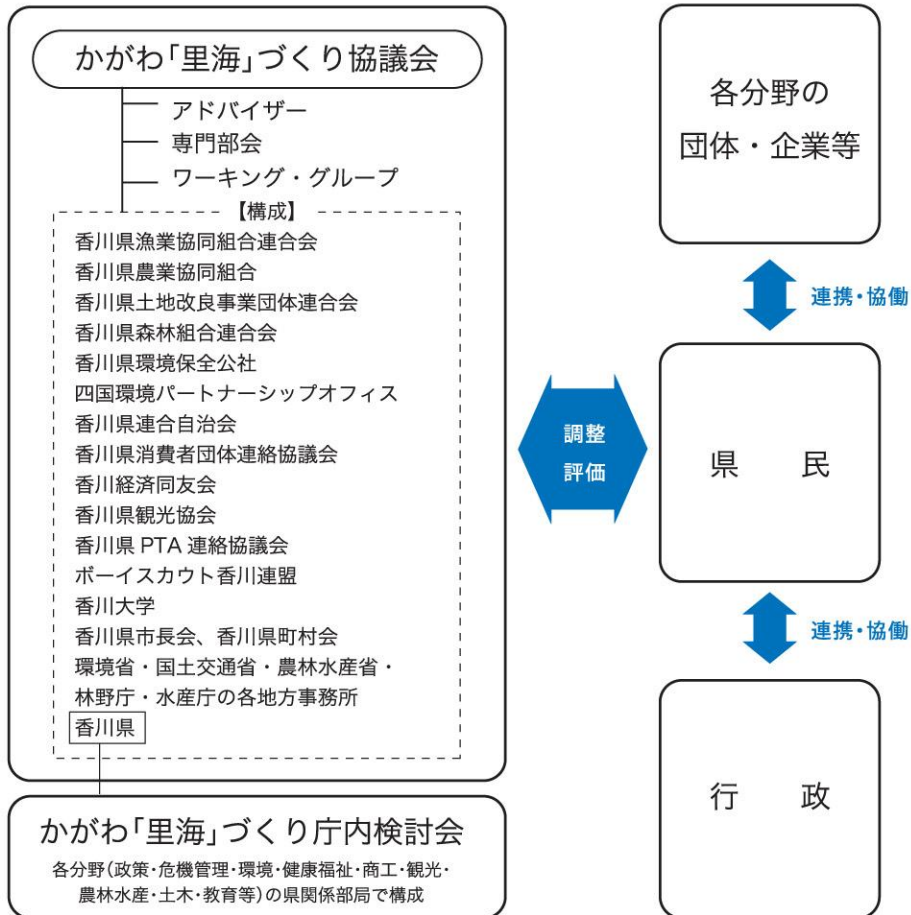 かがわ「里海」づくり協議会
アドバイザー
専門部会
ワーキング・グループ
【構成】
香川県漁業協同組合連合会
香川県農業協同組合
香川県土地改良事業団体連合会
香川県森林組合連合会
香川県環境保全公社
四国環境パートナーシップオフィス
香川県連合自治会
香川県消費者団体連絡協議会
香川経済同友会
香川県観光協会
香川県 PTA 連絡協議会
ボーイスカウト香川連盟
香川大学
香川県市長会、香川県町村会
環境省・国土交通省・農林水産省・
林野庁・水産庁の各地方事務所
香川県
かがわ「里海」づくり庁内検討会
各分野（政策・危機管理・環境・健康福祉・商工・観光・
農林水産・土木・教育等）の県関係部局で構成
調整
評価
各分野の
団体・企業等
連携・協働
県　民
連携・協働
行　政